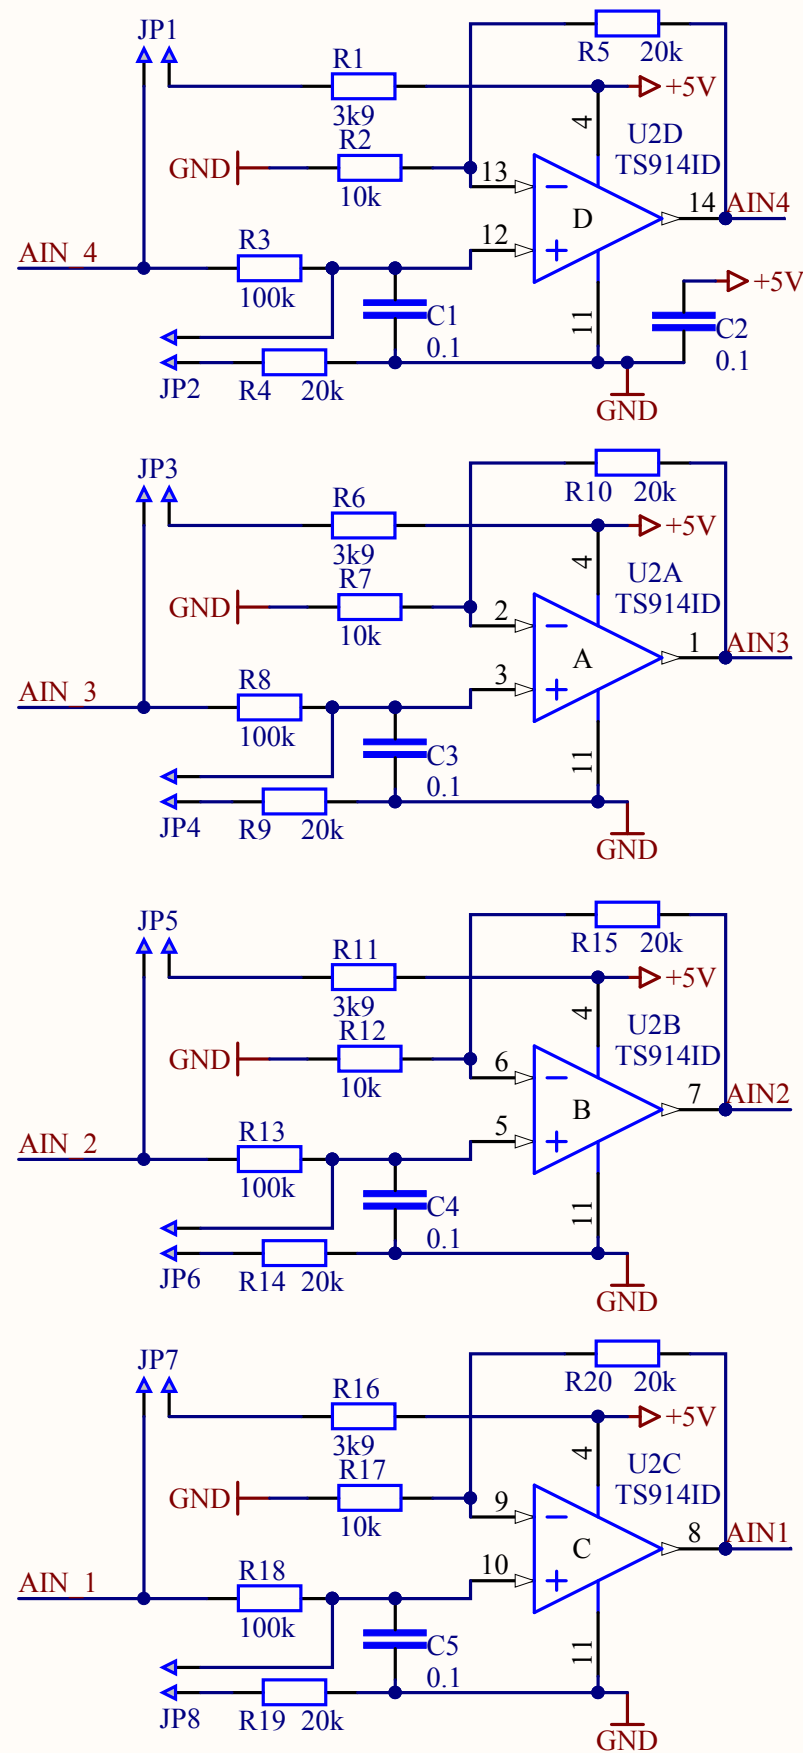 JP1
R1
3k9
R5 20k
+5V
4
U2D
TS914ID
R2
GND
10k
13
D
14
AIN4
R3
AIN_4
100k
12
11
C1
0.1
+5V
C2
0.1
JP2
R4 20k
GND
JP3
R6
3k9
R10 20k
+5V
4
U2A
TS914ID
R7
GND
10k
2
A
1
AIN3
R8
AIN_3
100k
3
11
C3
0.1
JP4
R9 20k
GND
JP5
R11
3k9
R15 20k
+5V
4
U2B
TS914ID
R12
GND
10k
6
B
7
AIN2
R13
AIN_2
100k
5
11
C4
0.1
JP6
R14 20k
GND
JP7
R16
3k9
R20 20k
+5V
4
U2C
TS914ID
R17
GND
10k
9
C
8
AIN1
R18
AIN_1
100k
10
11
C5
0.1
JP8
R19 20k
GND